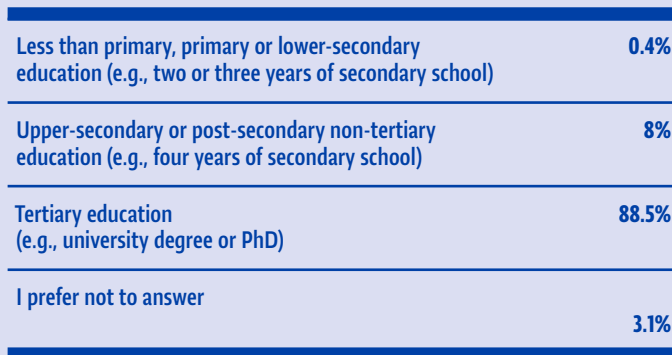 Less than primary, primary or lower-secondary 0.4%
education (e.g., two or three years of secondary school)
Upper-secondary or post-secondary non-tertiary 8%
education (e.g., four years of secondary school)
Tertiary education 88.5%
(e.g., university degree or PhD)
I prefer not to answer
3.1%